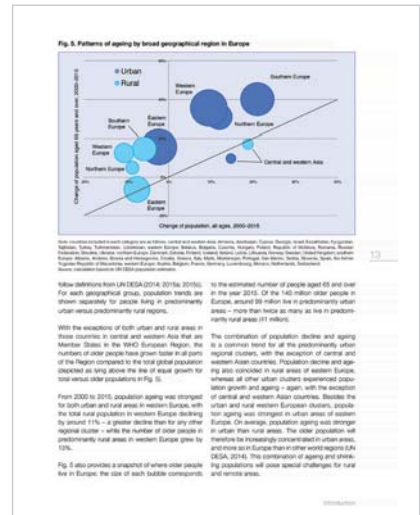 Fig. 5. Patterns of ageing by broad geographical region in Europe
Urban
Rural
Western
Europe
Southern Europe
Northern Europe
Eastern
Europe
Southern
Europe
Western
Europe
Northern Europe
Central and western Asia
Eastern
Europe
Change of population aged 65 years and over, 2000–2015
Change of population, all ages, 2000–2015
13
follow definitions from UN DESA (2014; 2015a; 2015b).
For each geographical group, population trends are
shown separately for people living in predominantly
urban versus predominantly rural regions.
With the exceptions of both urban and rural areas in
those countries in central and western Asia that are
Member States in the WHO European Region, the
numbers of older people have grown faster in all parts
of the Region compared to the total global population
(depicted as lying above the line of equal growth for
total versus older populations in Fig. 5).
From 2000 to 2015, population ageing was strongest
for both urban and rural areas in Western Europe, with
the total rural population in Western Europe declining
by around 11% – a greater decline than for any other
regional cluster – while the number of older people in
predominantly rural areas in western Europe grew by
13%.
Fig. 5 also provides a snapshot of where older people
live in Europe: the size of each bubble corresponds
to the estimated number of people aged 65 and over
in the year 2015. Of the 140 million older people in
Europe, around 99 million live in predominantly urban
areas – more than twice as many as live in predomi-
nantly rural areas (41 million).
The combination of population decline and ageing
is a common trend for all the predominantly urban
regional clusters, with the exception of central and
western Asian countries. Population decline and age-
ing also coincided in rural areas of eastern Europe,
whereas all other urban clusters experienced popu-
lation growth and ageing – again, with the exception
of central and western Asian countries. Besides the
urban and rural western European clusters, popula-
tion ageing was strongest in urban areas of eastern
Europe. On average, population ageing was stronger
in urban than rural areas. The older population will
therefore be increasingly concentrated in urban areas,
and more so in Europe than in other world regions (UN
DESA, 2014). This combination of ageing and shrink-
ing populations will pose special challenges for rural
and remote areas.
Introduction